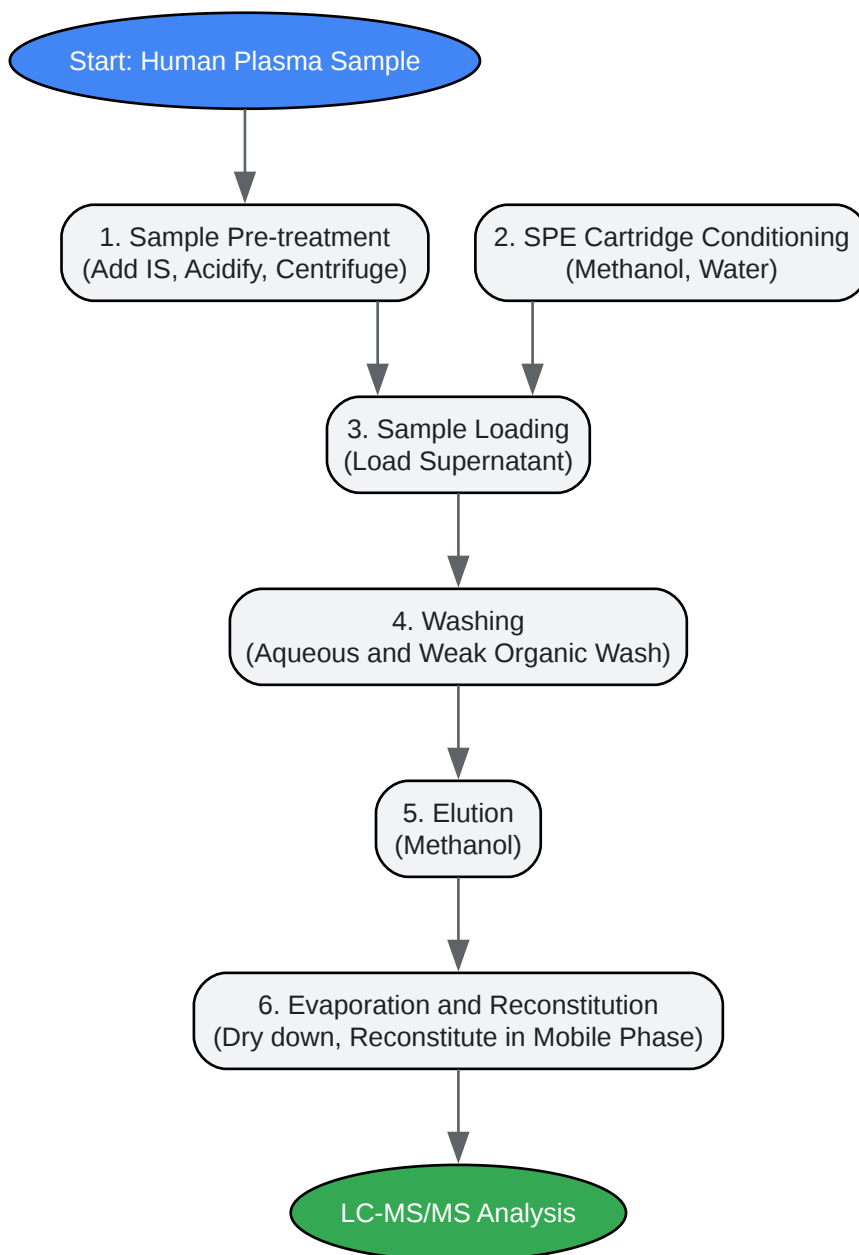 Start: Human Plasma Sample
1. Sample Pre-treatment
(Add IS, Acidify, Centrifuge)
2. SPE Cartridge Conditioning
(Methanol, Water)
3. Sample Loading
(Load Supernatant)
4. Washing
(Aqueous and Weak Organic Wash)
5. Elution
(Methanol)
6. Evaporation and Reconstitution
(Dry down, Reconstitute in Mobile Phase)
LC-MS/MS Analysis